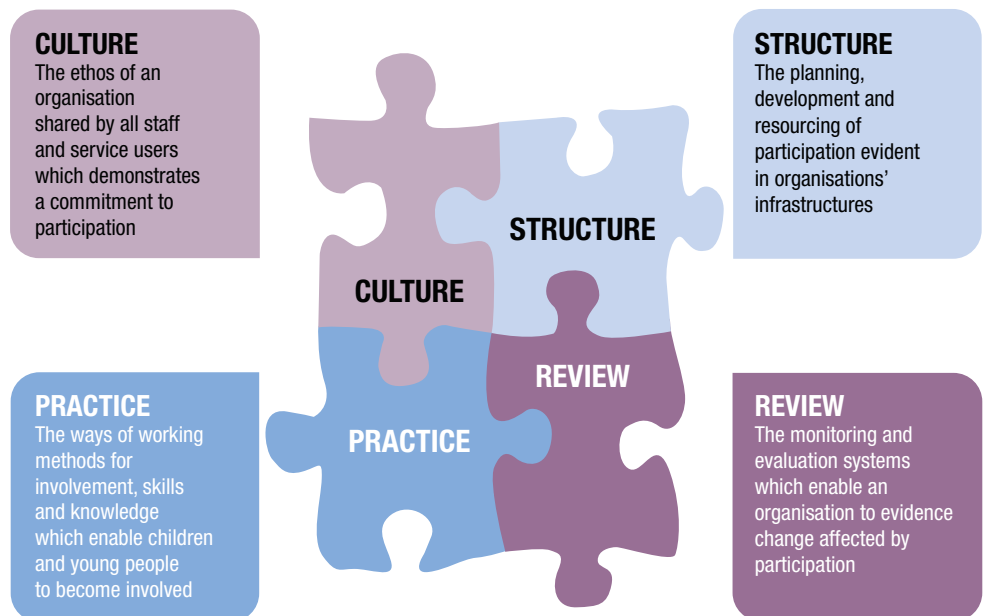 CULTURE
The ethos of an
organisation
shared by all staff
and service users
which demonstrates
a commitment to
participation
STRUCTURE
The planning,
development and
resourcing of
participation evident
in organisations’
infrastructures
STRUCTURE
CULTURE
REVIEW
PRACTICE
PRACTICE
The ways of working
methods for
involvement, skills
and knowledge
which enable children
and young people
to become involved
REVIEW
The monitoring and
evaluation systems
which enable an
organisation to evidence
change affected by
participation